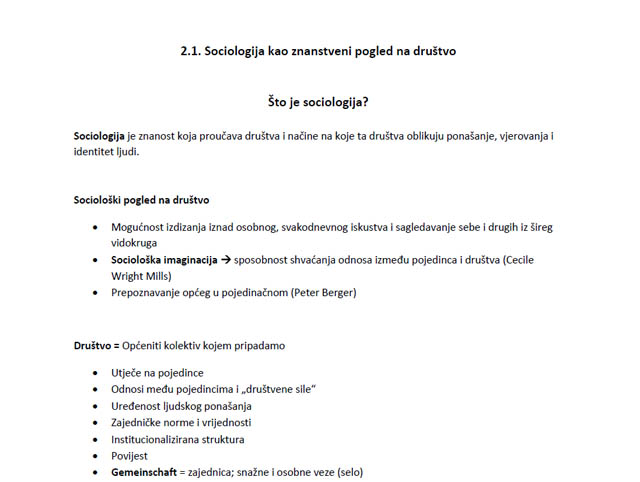 2.1. Sociologija kao znanstveni pogled na društvo
Što je sociologija?
Sociologija je znanost koja proučava društva i načine na koje ta društva oblikuju ponašanje, vjerovanja i
identitet ljudi.
Sociološki pogled na društvo
• Mogućnost izdizanja iznad osobnog, svakodnevnog iskustva i sagledavanje sebe i drugih iz šireg
vidokruga
• Sociološka imaginacija → sposobnost shvaćanja odnosa između pojedinca i društva (Cecile
Wright Mills)
• Prepoznavanje općeg u pojedinačnom (Peter Berger)
Društvo = Općeniti kolektiv kojem pripadamo
• Utječe na pojedince
• Odnosi među pojedincima i „društvene sile“
• Uređenost ljudskog ponašanja
• Zajedničke norme i vrijednosti
• Institucionalizirana struktura
• Povijest
• Gemeinschaft = zajednica; snažne i osobne veze (selo)